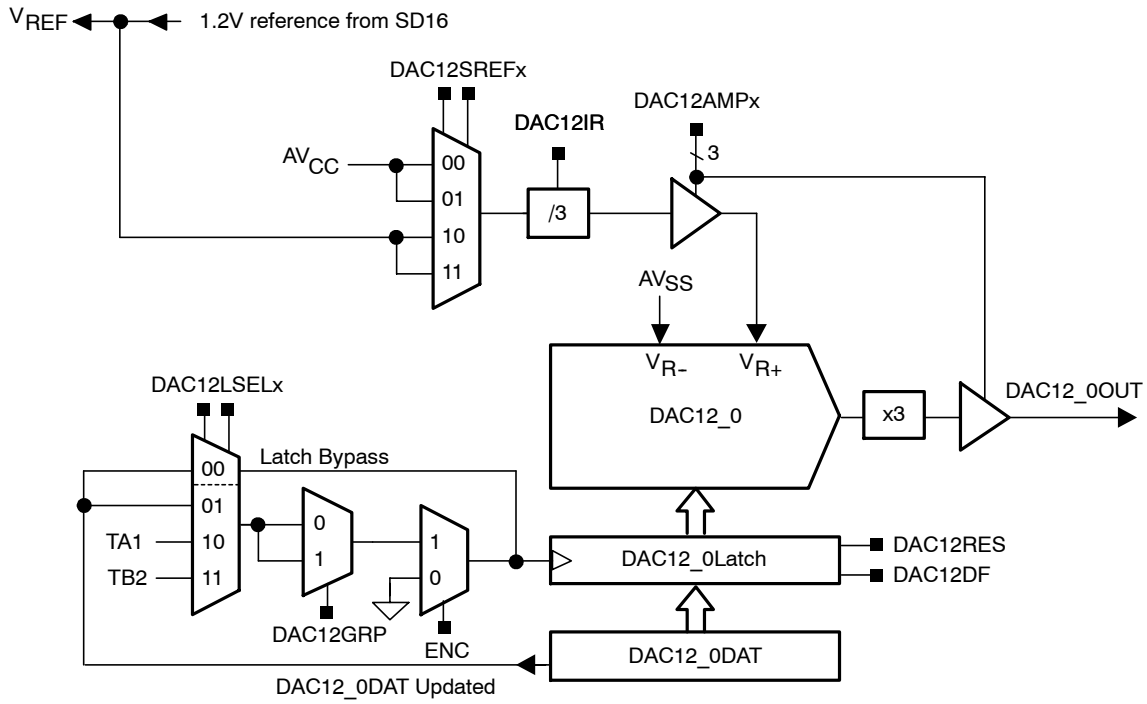 VREF
1.2V reference from SD16
DAC12SREFx
DAC12AMPx
DAC12IR
3
AVCC
00
01
10
11
/3
AVSS
VR−
VR+
DAC12_0
x3
DAC12_0OUT
DAC12LSELx
Latch Bypass
00
01
10
11
TA1
TB2
0
1
1
0
DAC12GRP
ENC
DAC12_0Latch
DAC12RES
DAC12DF
DAC12_0DAT
DAC12_0DAT Updated